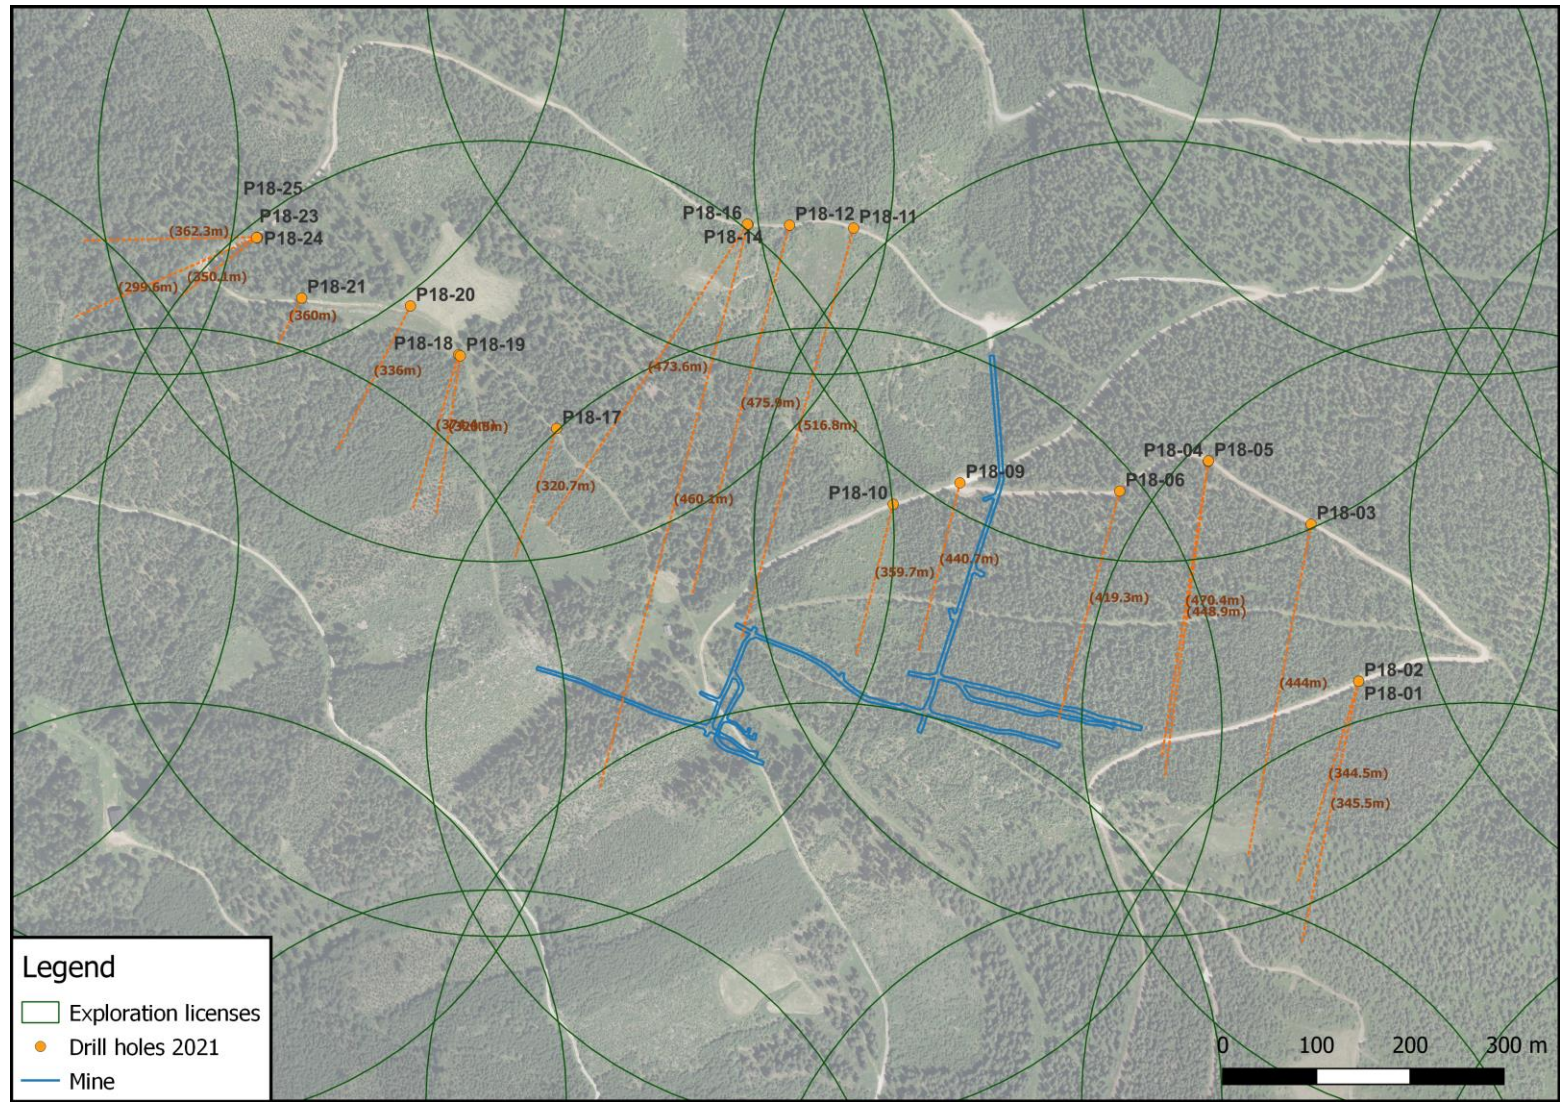 P18-25
P18-23
P18-24
(362.3m)
(350.1m)
(299.6m)
P18-21
(360m)
P18-20
(336m)
P18-18
P18-19
P18-17
(320.7m)
P18-16
P18-14
P18-12
P18-11
(473.6m)
(475.9m)
(516.8m)
(460.1m)
P18-10
P18-09
(359.7m)
(440.7m)
P18-06
(419.3m)
P18-04
P18-05
(470.4m)
(448.9m)
P18-03
(444m)
P18-02
P18-01
(344.5m)
(345.5m)
Legend
Exploration licenses
Drill holes 2021
Mine
0 100 200 300 m